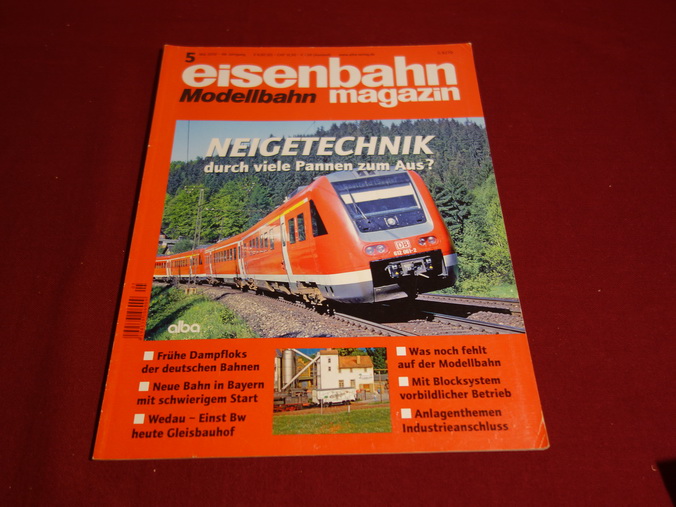 5
eisenbahn
Modellbahn magazin
NEIGETECHNIK
durch viele Pannen zum Aus?
DB
alba
Frühe Dampfloks
der deutschen Bahnen
Neue Bahn in Bayern
mit schwierigem Start
Wedau – Einst Bw
heute Gleisbauhof
Was noch fehlt
auf der Modellbahn
Mit Blocksystem
vorbildlicher Betrieb
Anlagenthemen
Industrieanschluss